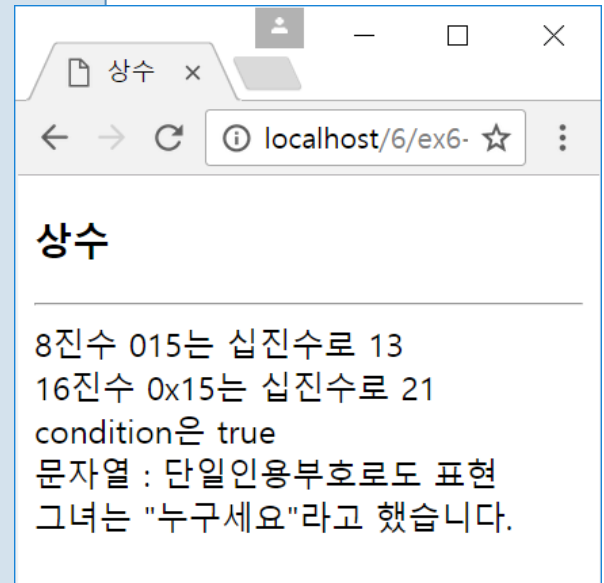 상수
localhost/6/ex6-
상수
8진수 015는 십진수로 13
16진수 0x15는 십진수로 21
condition은 true
문자열 : 단일인용부호로도 표현
그녀는 "누구세요"라고 했습니다.